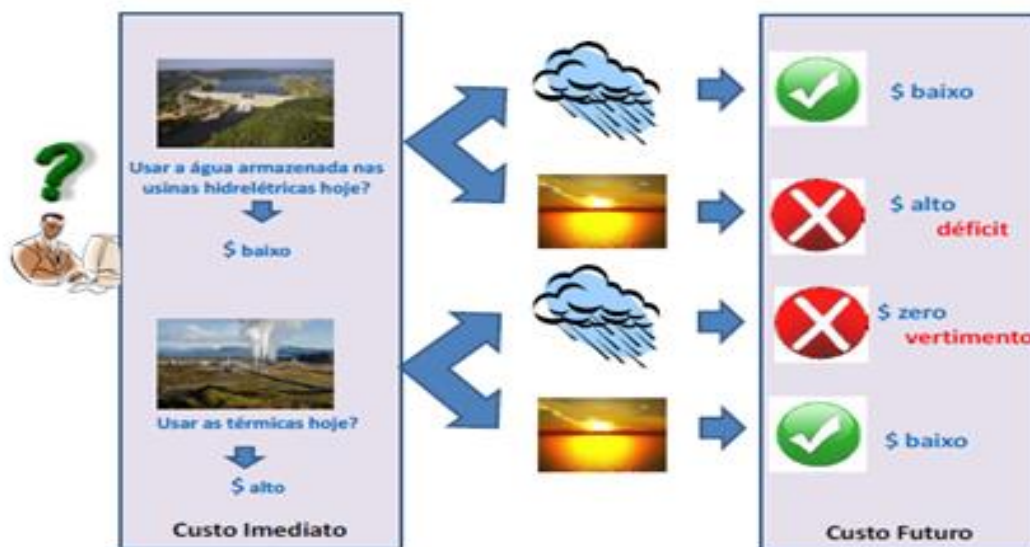 Usar a água armazenada nas
usinas hidrelétricas hoje?
$ baixo
Usar as térmicas hoje?
$ alto
Custo Imediato
$ baixo
$ alto
déficit
$ zero
vertimento
$ baixo
Custo Futuro